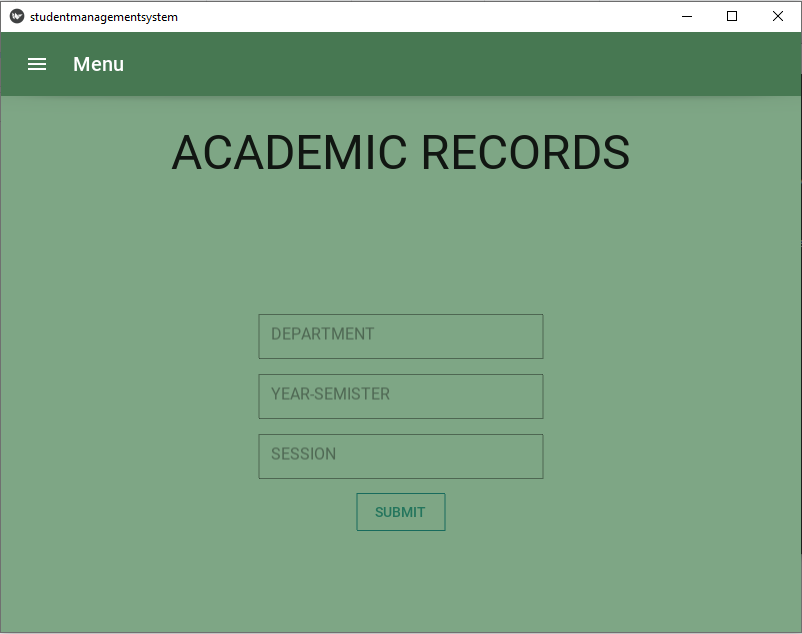 studentmanagementsystem
Menu
ACADEMIC RECORDS
DEPARTMENT
YEAR-SEMISTER
SESSION
SUBMIT